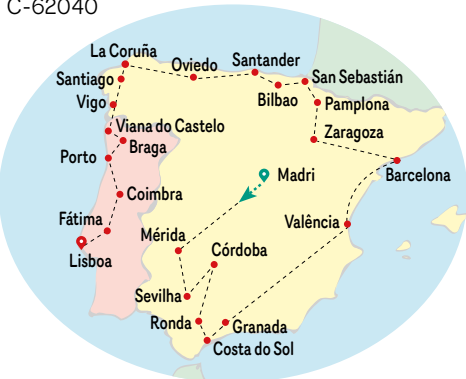 C-62040
La Coruña
Oviedo
Santander
San Sebastián
Santiago
Bilbao
Vigo
Pamplona
Viana do Castelo
Zaragoza
Braga
Porto
Madri
Barcelona
Coimbra
Fátima
Valência
Mérida
Lisboa
Córdoba
Sevilha
Ronda
Granada
Costa do Sol